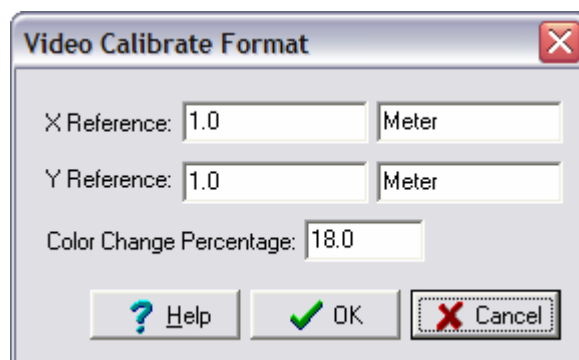 Video Calibrate Format
X Reference: 1.0 Meter
Y Reference: 1.0 Meter
Color Change Percentage: 18.0
Help OK Cancel